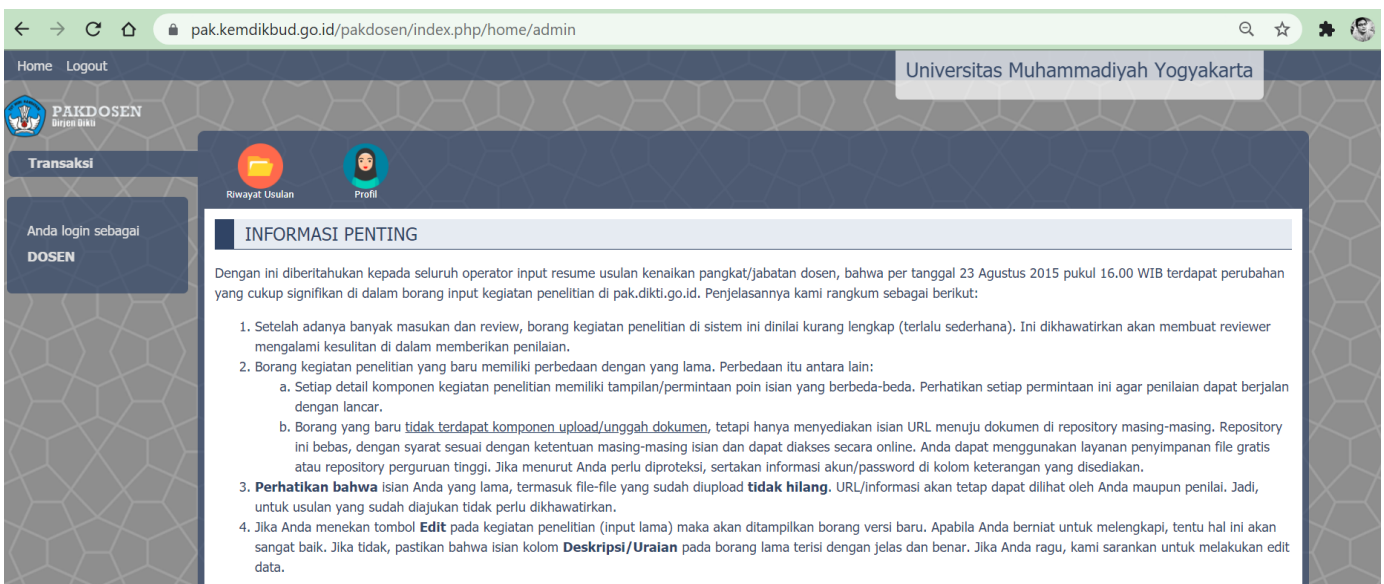 pak.kemdikbud.go.id/pakdosen/index.php/home/admin
Home Logout
Universitas Muhammadiyah Yogyakarta
PAKDOSEN
Dirjen Dikti
Transaksi
Riwayat Usulan
Profil
Anda login sebagai
DOSEN
INFORMASI PENTING
Dengan ini diberitahukan kepada seluruh operator input resume usulan kenaikan pangkat/jabatan dosen, bahwa per tanggal 23 Agustus 2015 pukul 16.00 WIB terdapat perubahan
yang cukup signifikan di dalam borang input kegiatan penelitian di pak.dikti.go.id. Penjelasannya kami rangkum sebagai berikut:
1. Setelah adanya banyak masukan dan review, borang kegiatan penelitian di sistem ini dinilai kurang lengkap (terlalu sederhana). Ini dikhawatirkan akan membuat reviewer
mengalami kesulitan di dalam memberikan penilaian.
2. Borang kegiatan penelitian yang baru memiliki perbedaan dengan yang lama. Perbedaan itu antara lain:
a. Setiap detail komponen kegiatan penelitian memiliki tampilan/permintaan poin isian yang berbeda-beda. Perhatikan setiap permintaan ini agar penilaian dapat berjalan
dengan lancar.
b. Borang yang baru tidak terdapat komponen upload/unggah dokumen, tetapi hanya menyediakan isian URL menuju dokumen di repository masing-masing. Repository
ini bebas, dengan syarat sesuai dengan ketentuan masing-masing isian dan dapat diakses secara online. Anda dapat menggunakan layanan penyimpanan file gratis
atau repository perguruan tinggi. Jika menurut Anda perlu diproteksi, sertakan informasi akun/password di kolom keterangan yang disediakan.
3. Perhatikan bahwa isian Anda yang lama, termasuk file-file yang sudah diupload tidak hilang. URL/informasi akan tetap dapat dilihat oleh Anda maupun penilai. Jadi,
untuk usulan yang sudah diajukan tidak perlu dikhawatirkan.
4. Jika Anda menekan tombol Edit pada kegiatan penelitian (input lama) maka akan ditampilkan borang versi baru. Apabila Anda berniat untuk melengkapi, tentu hal ini akan
sangat baik. Jika tidak, pastikan bahwa isian kolom Deskripsi/Uraian pada borang lama terisi dengan jelas dan benar. Jika Anda ragu, kami sarankan untuk melakukan edit
data.